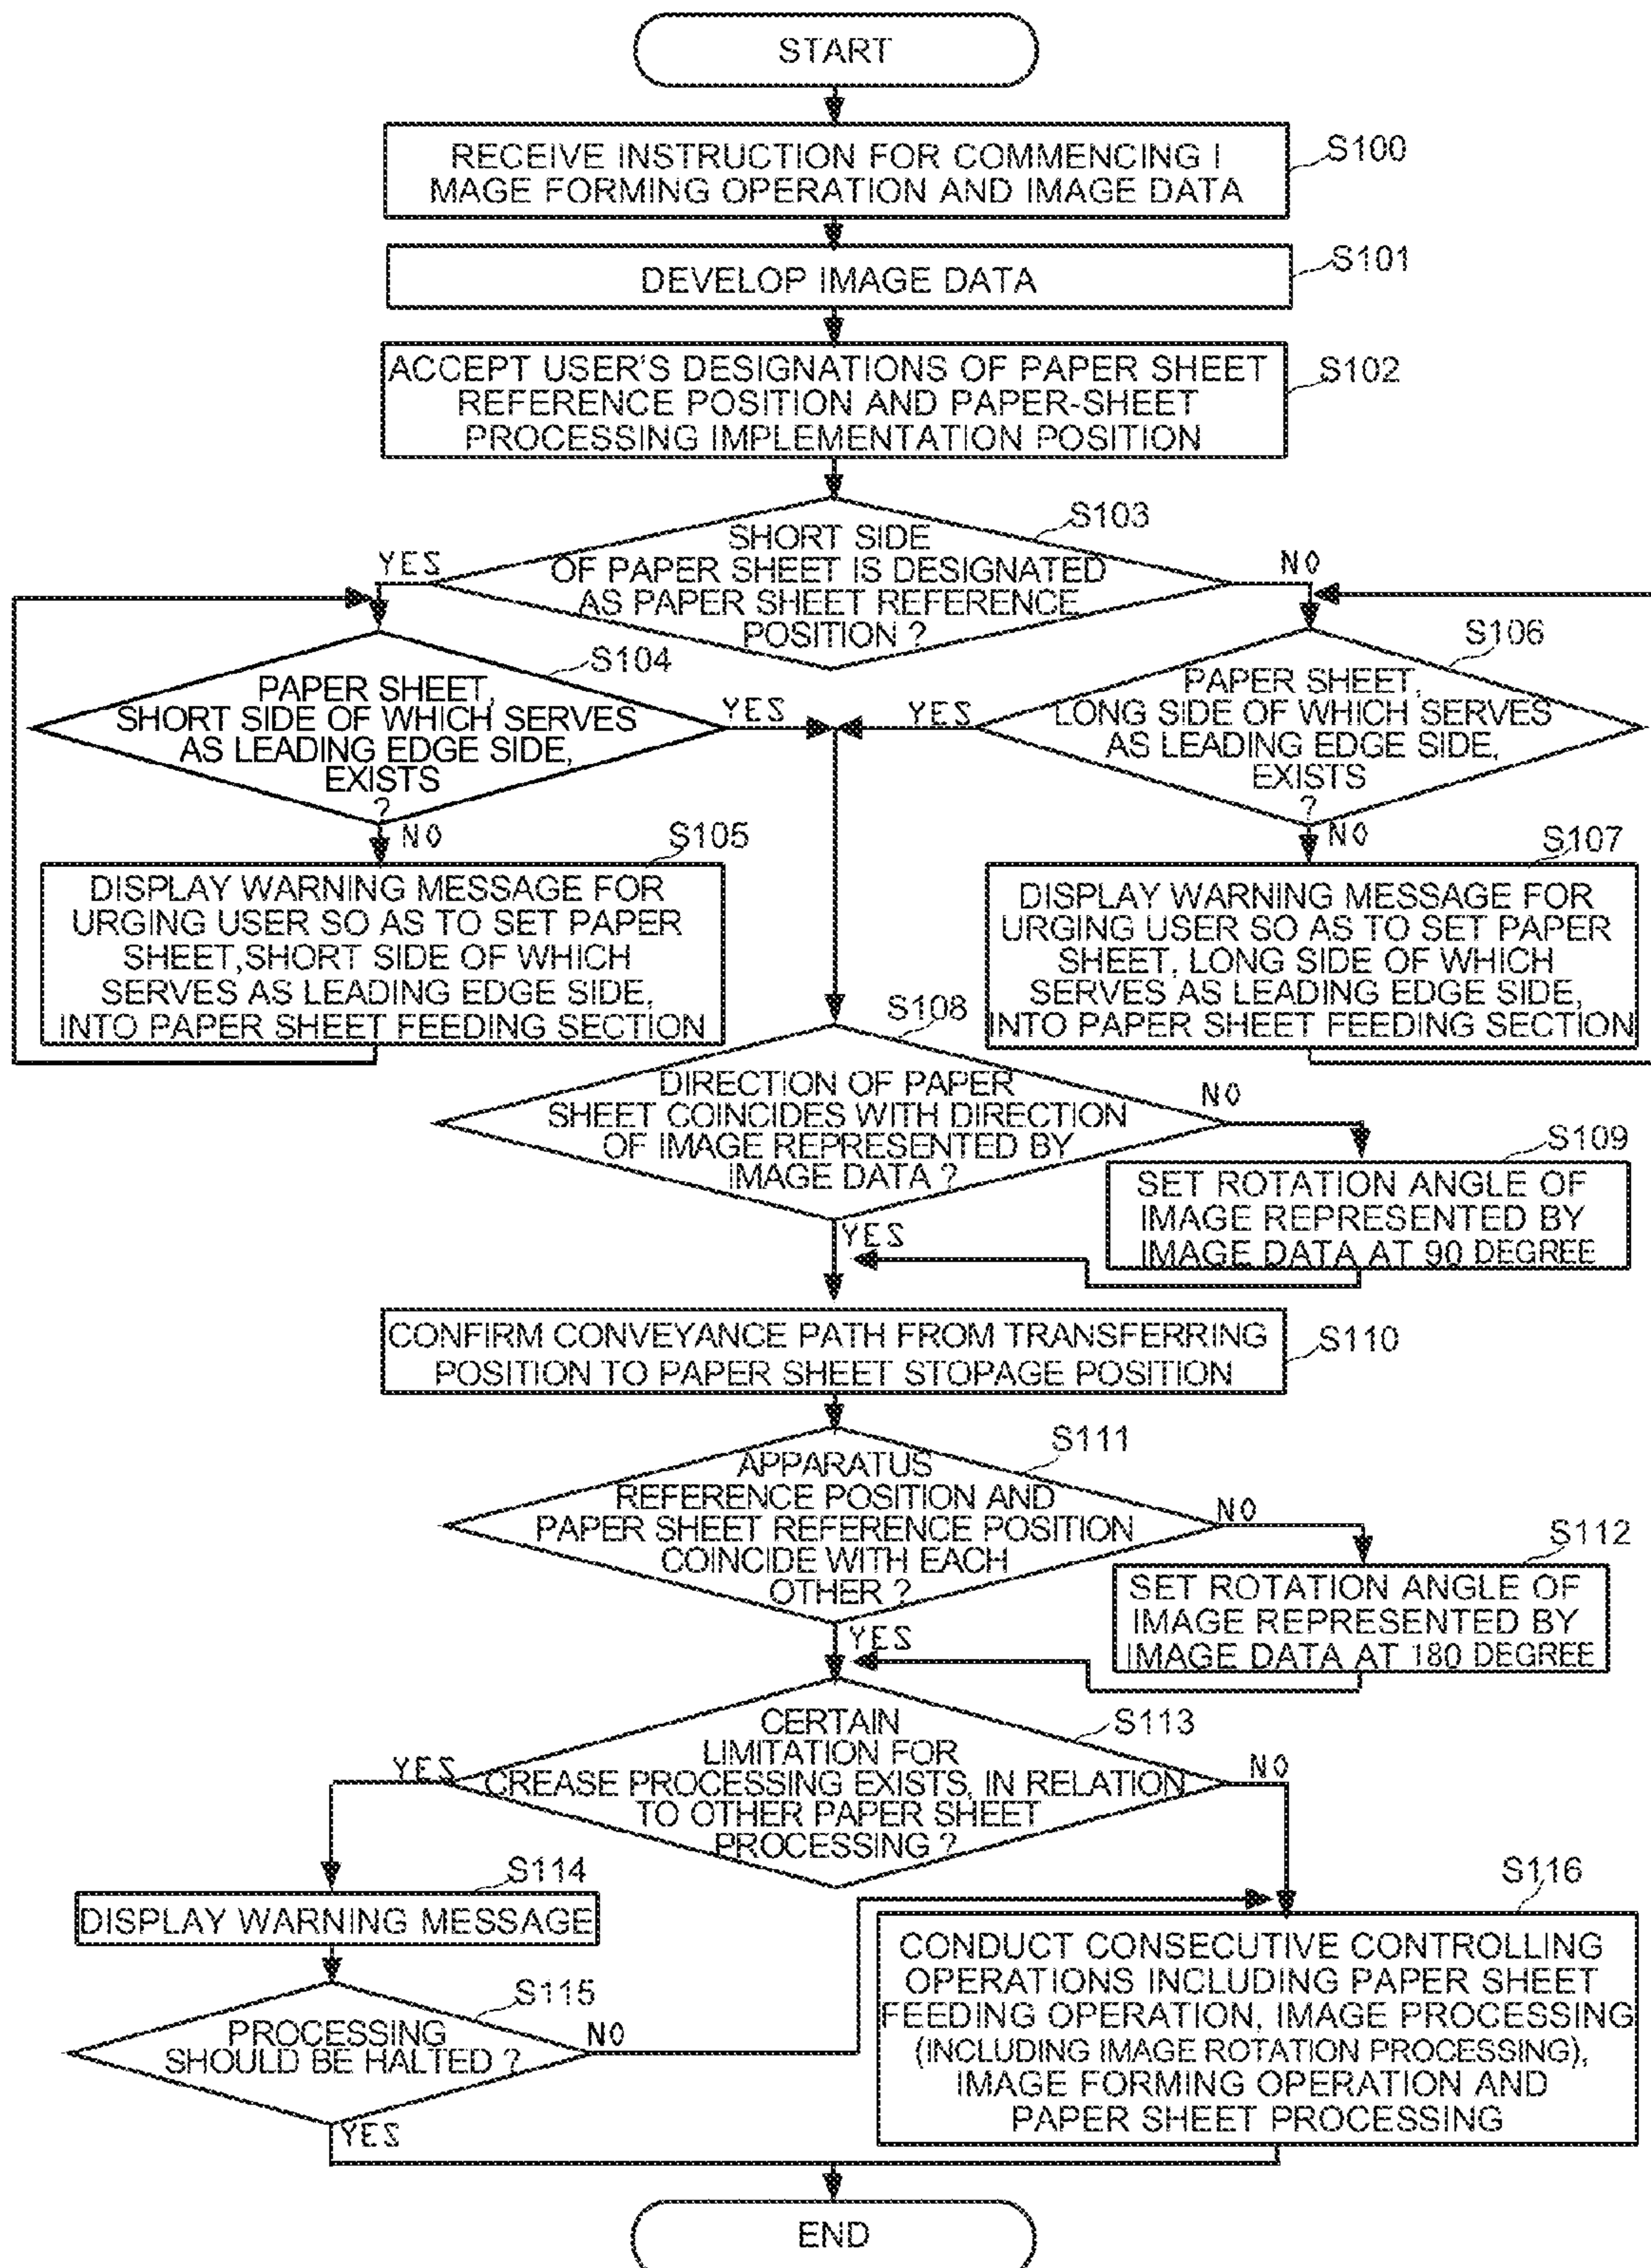 START
RECEIVE INSTRUCTION FOR COMMENCING I
MAGE FORMING OPERATION AND IMAGE DATA
S100
DEVELOP IMAGE DATA
S101
ACCEPT USER'S DESIGNATIONS OF PAPER SHEET
REFERENCE POSITION AND PAPER-SHEET
PROCESSING IMPLEMENTATION POSITION
S102
S103
SHORT SIDE
OF PAPER SHEET IS DESIGNATED
AS PAPER SHEET REFERENCE
POSITION ?
YES
NO
S104
PAPER SHEET,
SHORT SIDE OF WHICH SERVES
AS LEADING EDGE SIDE,
EXISTS
?
YES
NO
S106
PAPER SHEET,
LONG SIDE OF WHICH SERVES
AS LEADING EDGE SIDE,
EXISTS
?
YES
NO
S105
DISPLAY WARNING MESSAGE FOR
URGING USER SO AS TO SET PAPER
SHEET,SHORT SIDE OF WHICH
SERVES AS LEADING EDGE SIDE,
INTO PAPER SHEET FEEDING SECTION
S107
DISPLAY WARNING MESSAGE FOR
URGING USER SO AS TO SET PAPER
SHEET, LONG SIDE OF WHICH
SERVES AS LEADING EDGE SIDE,
INTO PAPER SHEET FEEDING SECTION
S108
DIRECTION OF PAPER
SHEET COINCIDES WITH DIRECTION
OF IMAGE REPRESENTED BY
IMAGE DATA ?
NO
YES
S109
SET ROTATION ANGLE OF
IMAGE REPRESENTED BY
IMAGE DATA AT 90 DEGREE
CONFIRM CONVEYANCE PATH FROM TRANSFERRING
POSITION TO PAPER SHEET STOPAGE POSITION
S110
S111
APPARATUS
REFERENCE POSITION AND
PAPER SHEET REFERENCE POSITION
COINCIDE WITH EACH
OTHER ?
NO
YES
S112
SET ROTATION ANGLE OF
IMAGE REPRESENTED BY
IMAGE DATA AT 180 DEGREE
S113
CERTAIN
LIMITATION FOR
CREASE PROCESSING EXISTS, IN RELATION
TO OTHER PAPER SHEET
PROCESSING ?
YES
NO
S114
DISPLAY WARNING MESSAGE
S115
PROCESSING
SHOULD BE HALTED ?
NO
YES
S116
CONDUCT CONSECUTIVE CONTROLLING
OPERATIONS INCLUDING PAPER SHEET
FEEDING OPERATION, IMAGE PROCESSING
(INCLUDING IMAGE ROTATION PROCESSING),
IMAGE FORMING OPERATION AND
PAPER SHEET PROCESSING
END